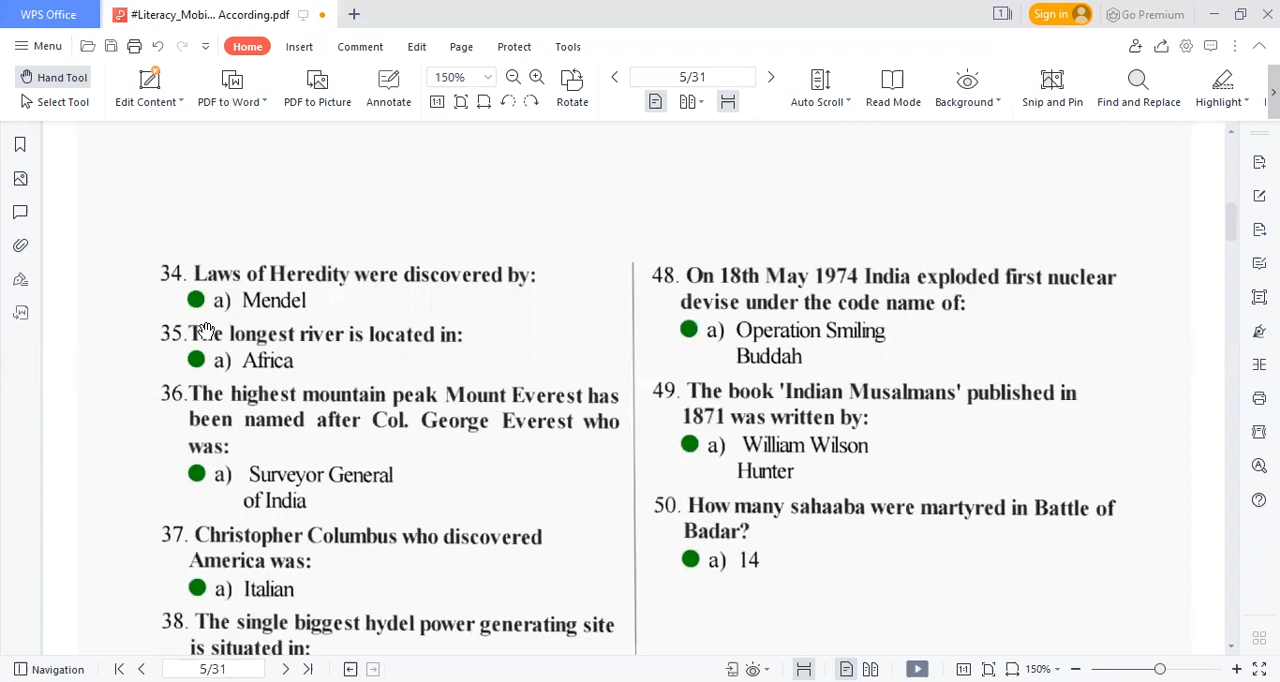 WPS Office
#Literacy_Mobi... According.pdf
Sign in
Go Premium
Menu
Home
Insert
Comment
Edit
Page
Protect
Tools
Hand Tool
Select Tool
Edit Content
PDF to Word
PDF to Picture
Annotate
150%
Rotate
5/31
Auto Scroll
Read Mode
Background
Snip and Pin
Find and Replace
Highlight
34. Laws of Heredity were discovered by:
a) Mendel
35. The longest river is located in:
a) Africa
36. The highest mountain peak Mount Everest has
been named after Col. George Everest who
was:
a) Surveyor General
of India
37. Christopher Columbus who discovered
America was:
a) Italian
38. The single biggest hydel power generating site
is situated in:
48. On 18th May 1974 India exploded first nuclear
devise under the code name of:
a) Operation Smiling
Buddah
49. The book 'Indian Musalmans' published in
1871 was written by:
a) William Wilson
Hunter
50. How many sahaaba were martyred in Battle of
Badar?
a) 14
Navigation
5/31
150%